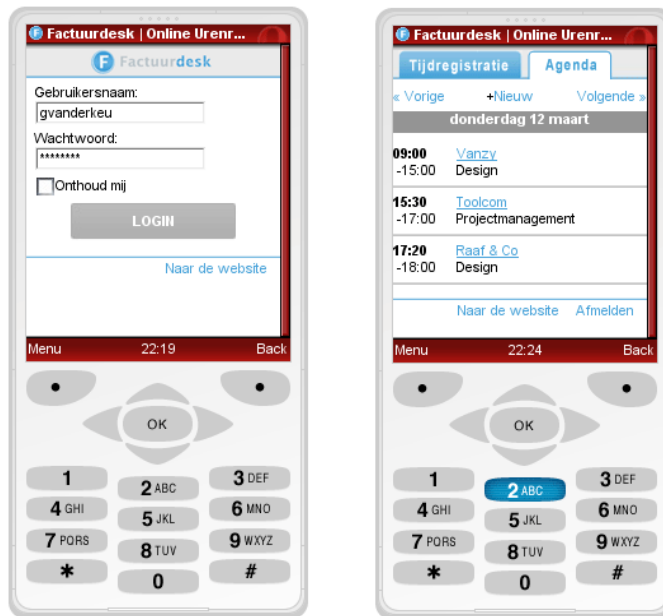 Factuurdesk | Online Urenr...
Factuurdesk
Gebruikersnaam:
gvanderkeu
Wachtwoord:
********
Onthoud mij
LOGIN
Naar de website
Menu 22:19 Back
OK
1 2 ABC 3 DEF
4 GHI 5 JKL 6 MNO
7 PQRS 8 TUV 9 WXYZ
* 0 #
Factuurdesk | Online Urenr...
Tijdregistratie Agenda
« Vorige +Nieuw Volgende »
donderdag 12 maart
09:00 Vanzy
-15:00 Design
15:30 Toolcom
-17:00 Projectmanagement
17:20 Raaf & Co
-18:00 Design
Naar de website Afmelden
Menu 22:24 Back
OK
1 2 ABC 3 DEF
4 GHI 5 JKL 6 MNO
7 PQRS 8 TUV 9 WXYZ
* 0 #